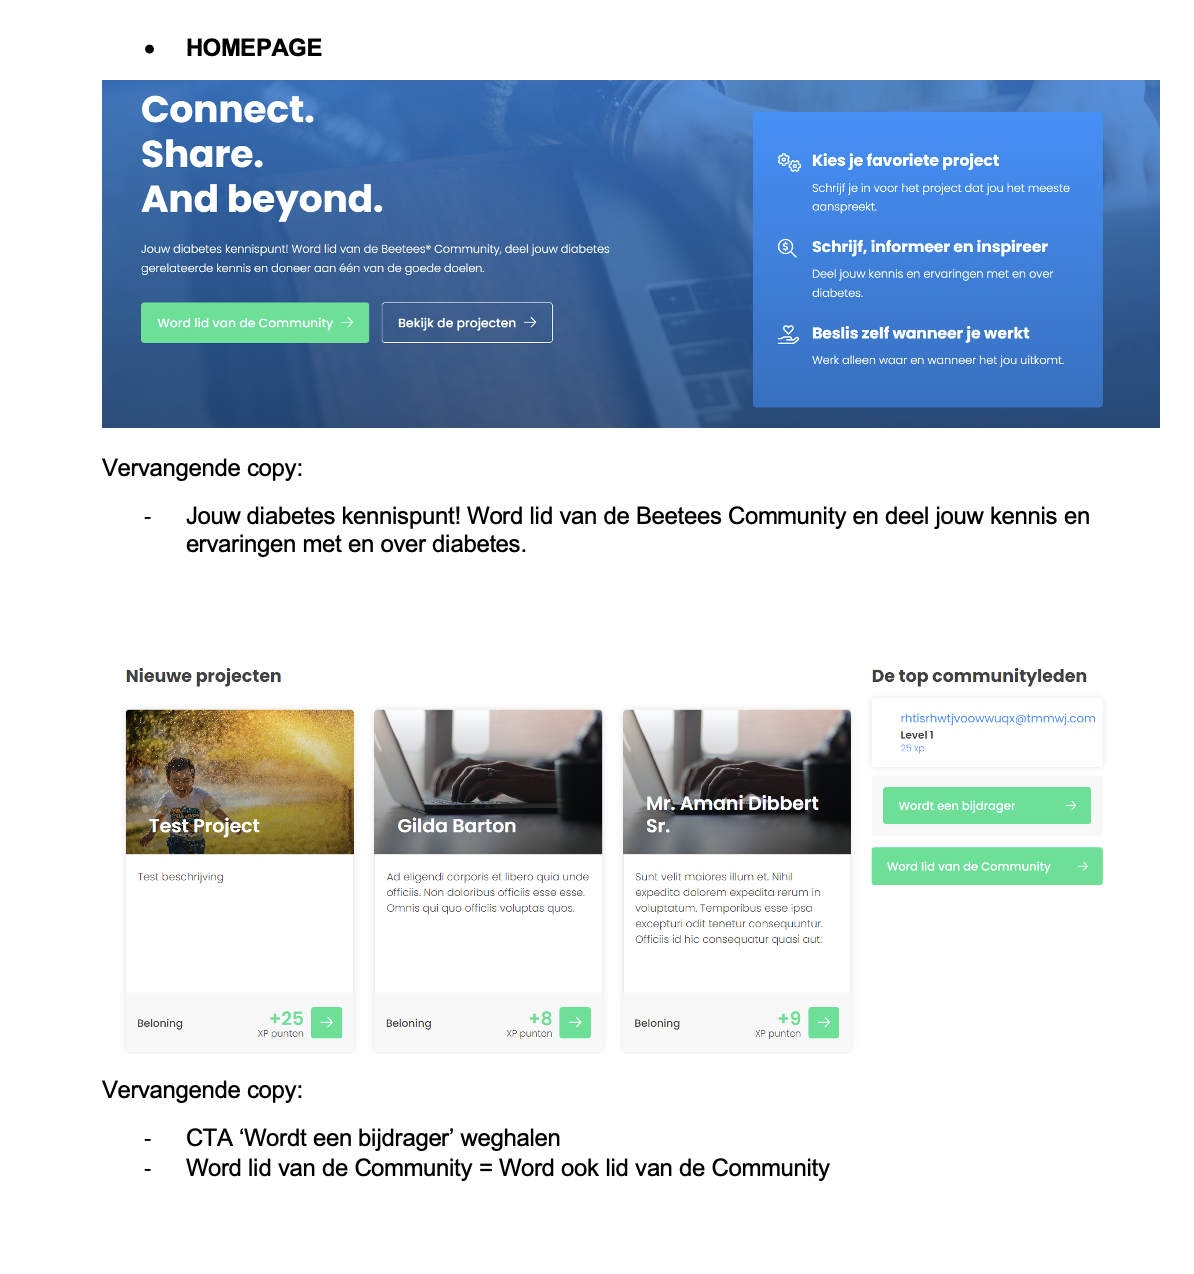 • HOMEPAGE
Connect.
Share.
And beyond.
Jouw diabetes kennispunt! Word lid van de Beetees® Community, deel jouw diabetes
gerelateerde kennis en doneer aan één van de goede doelen.
Word lid van de Community →
Bekijk de projecten →
Kies je favoriete project
Schrijf je in voor het project dat jou het meeste
aanspreekt.
Schrijf, informeer en inspireer
Deel jouw kennis en ervaringen met en over
diabetes.
Beslis zelf wanneer je werkt
Werk alleen waar en wanneer het jou uitkomt.
Vervangende copy:
- Jouw diabetes kennispunt! Word lid van de Beetees Community en deel jouw kennis en
ervaringen met en over diabetes.
Nieuwe projecten
Test Project
Test beschrijving
Beloning
+25
XP punten
Gilda Barton
Ad eligendi corporis et libero quia unde
officiis. Non doloribus officiis esse esse.
Omnis qui quo officiis voluptas quos.
Beloning
+8
XP punten
Mr. Amani Dibbert
Sr.
Sunt velit maiores illum et. Nihil
expedita dolorem expedita rerum in
voluptatum. Temporibus esse ipsa
excepturi odit tenetur consequuntur.
Officiis id hic consequatur quasi aut.
Beloning
+9
XP punten
De top communityleden
rhtisrhwtjvoowwuqx@tmmwj.com
Level 1
25 xp
Wordt een bijdrager →
Word lid van de Community →
Vervangende copy:
- CTA ‘Wordt een bijdrager’ weghalen
- Word lid van de Community = Word ook lid van de Community